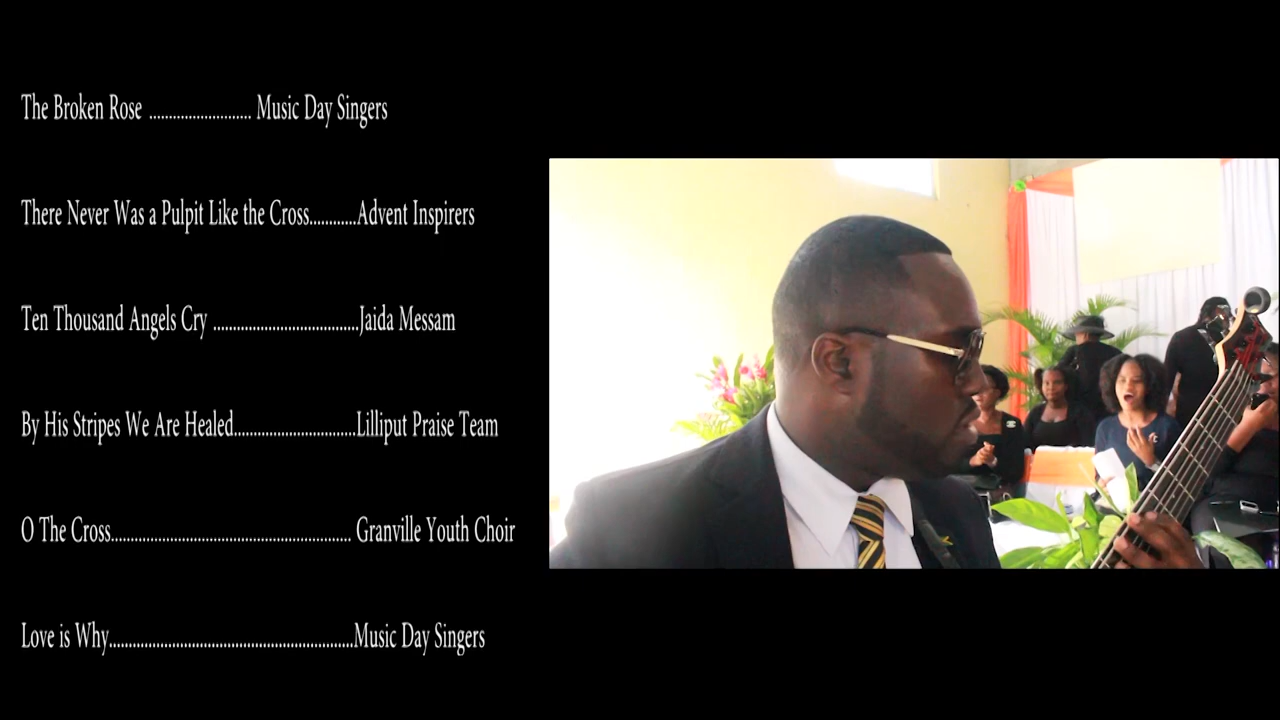 The Broken Rose .......................... Music Day Singers
There Never Was a Pulpit Like the Cross............Advent Inspirers
Ten Thousand Angels Cry .....................................Jaida Messam
By His Stripes We Are Healed...............................Lilliput Praise Team
O The Cross............................................................. Granville Youth Choir
Love is Why..............................................................Music Day Singers